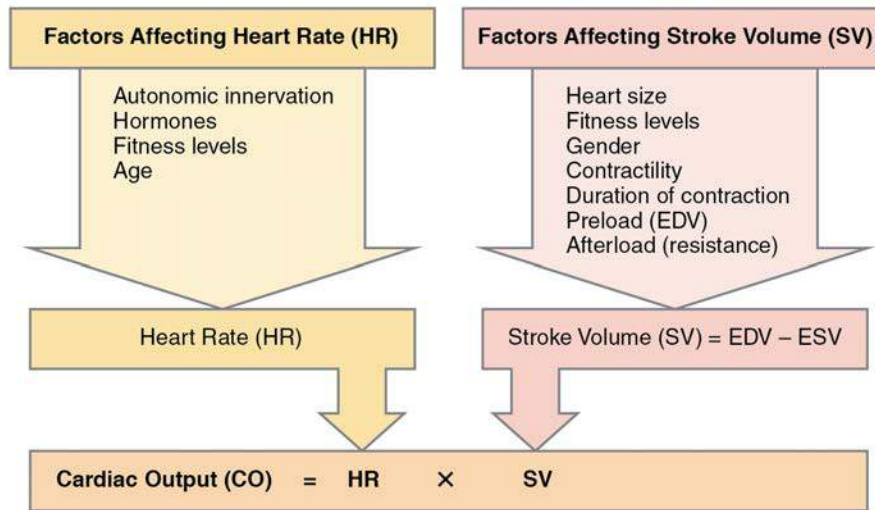 Factors Affecting Heart Rate (HR)
Autonomic innervation
Hormones
Fitness levels
Age
Factors Affecting Stroke Volume (SV)
Heart size
Fitness levels
Gender
Contractility
Duration of contraction
Preload (EDV)
Afterload (resistance)
Heart Rate (HR)
Stroke Volume (SV) = EDV – ESV
Cardiac Output (CO) = HR × SV